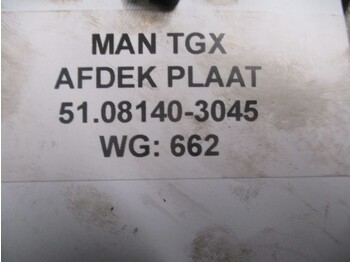 MAN TGX
AFDEK PLAAT
51.08140-3045
WG: 662